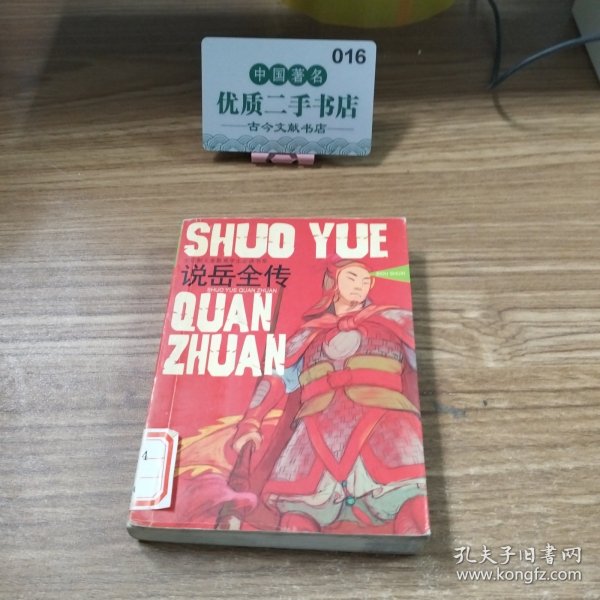 016
中国著名
优质二手书店
古今文献书店
SHUO YUE
说岳全传
SHUO YUE QUAN ZHUAN
QUAN
ZHUAN
4
孔夫子旧书网
www.kongfz.com